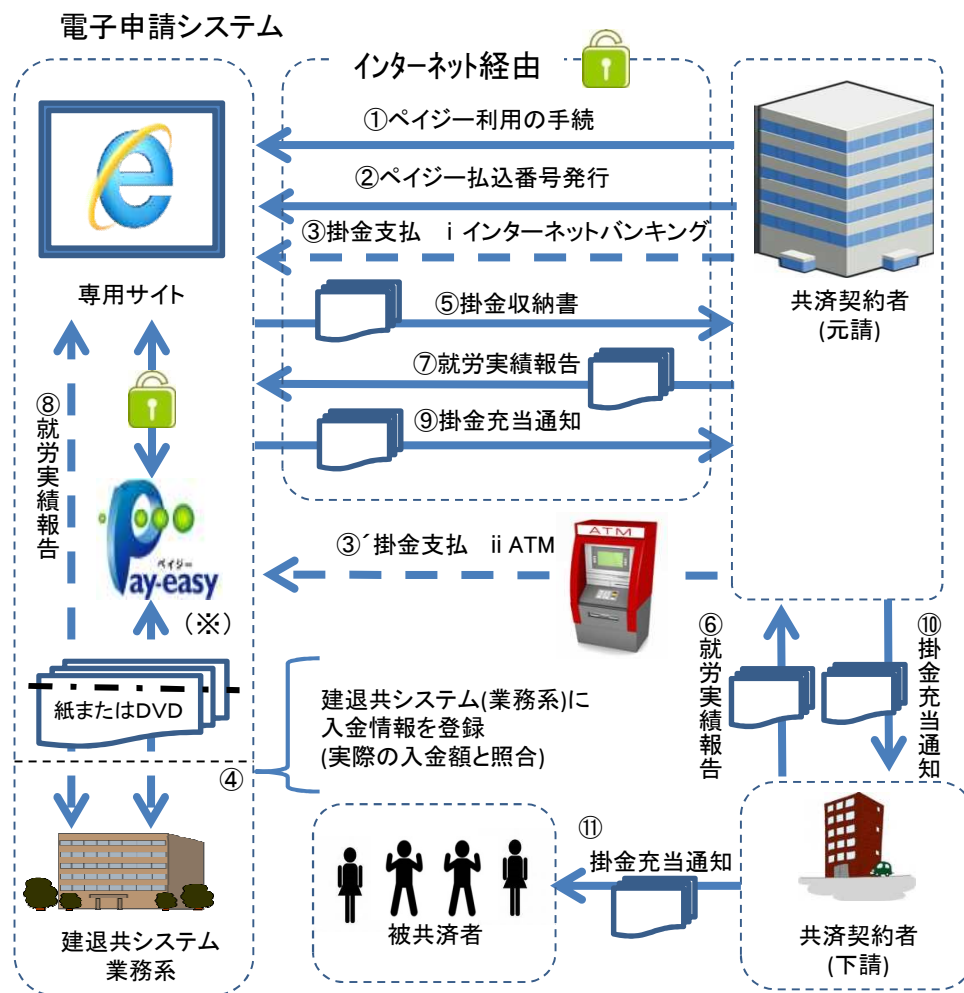 電子申請システム
インターネット経由
①ペイジー利用の手続
②ペイジー払込番号発行
③掛金支払 ⅰ インターネットバンキング
専用サイト
⑤掛金収納書
共済契約者
(元請)
⑦就労実績報告
⑨掛金充当通知
⑧就労実績報告
ペイジー
Pay-easy
(※)
③´掛金支払 ⅱ ATM
ATM
⑥就労実績報告
⑩掛金充当通知
紙またはDVD
建退共システム(業務系)に
入金情報を登録
(実際の入金額と照合)
④
⑪
掛金充当通知
被共済者
建退共システム
業務系
共済契約者
(下請)